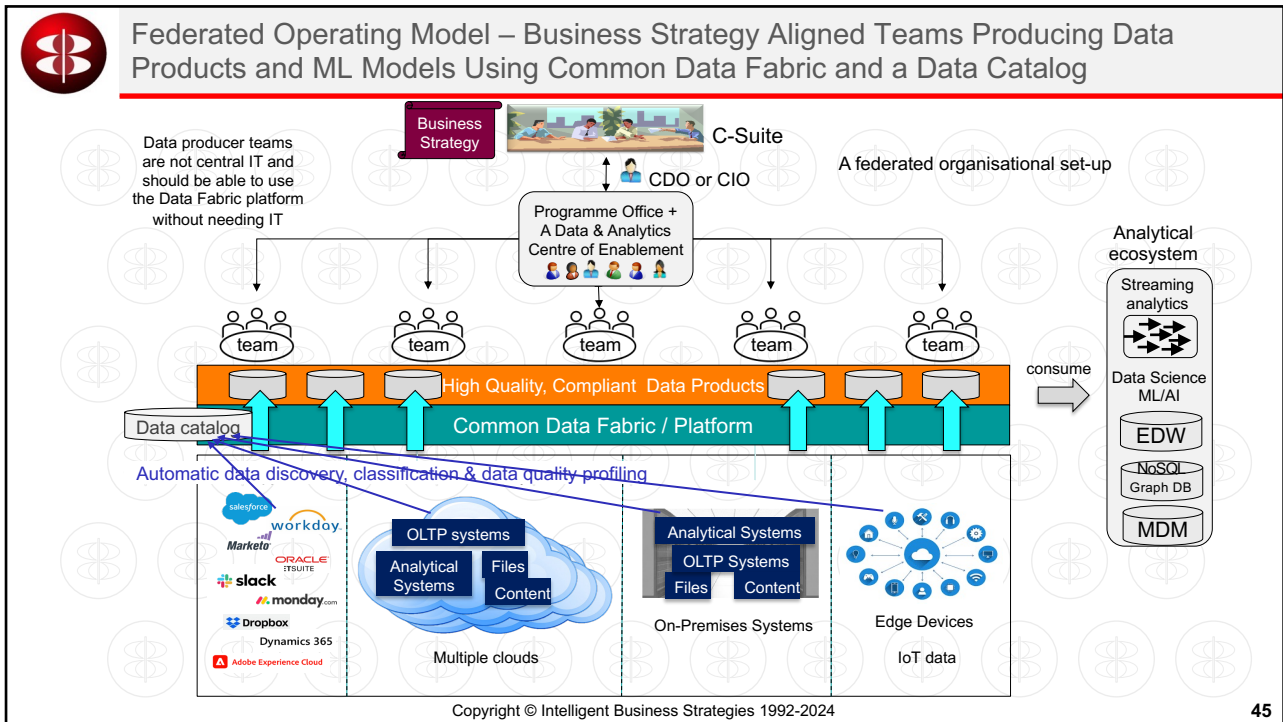 Federated Operating Model – Business Strategy Aligned Teams Producing Data
Products and ML Models Using Common Data Fabric and a Data Catalog
Business
Strategy
C-Suite
Data producer teams
are not central IT and
should be able to use
the Data Fabric platform
without needing IT
CDO or CIO
A federated organisational set-up
Programme Office +
A Data & Analytics
Centre of Enablement
Analytical
ecosystem
Streaming
analytics
team
team
team
team
team
consume
High Quality, Compliant Data Products
Data Science
ML/AI
Data catalog
Common Data Fabric / Platform
EDW
Automatic data discovery, classification & data quality profiling
NoSQL
Graph DB
MDM
salesforce
workday
Marketo
ORACLE
ETSUITE
slack
monday.com
Dropbox
Dynamics 365
Adobe Experience Cloud
OLTP systems
Analytical
Systems
Files
Content
Multiple clouds
Analytical Systems
OLTP Systems
Files
Content
On-Premises Systems
Edge Devices
IoT data
Copyright © Intelligent Business Strategies 1992-2024
45